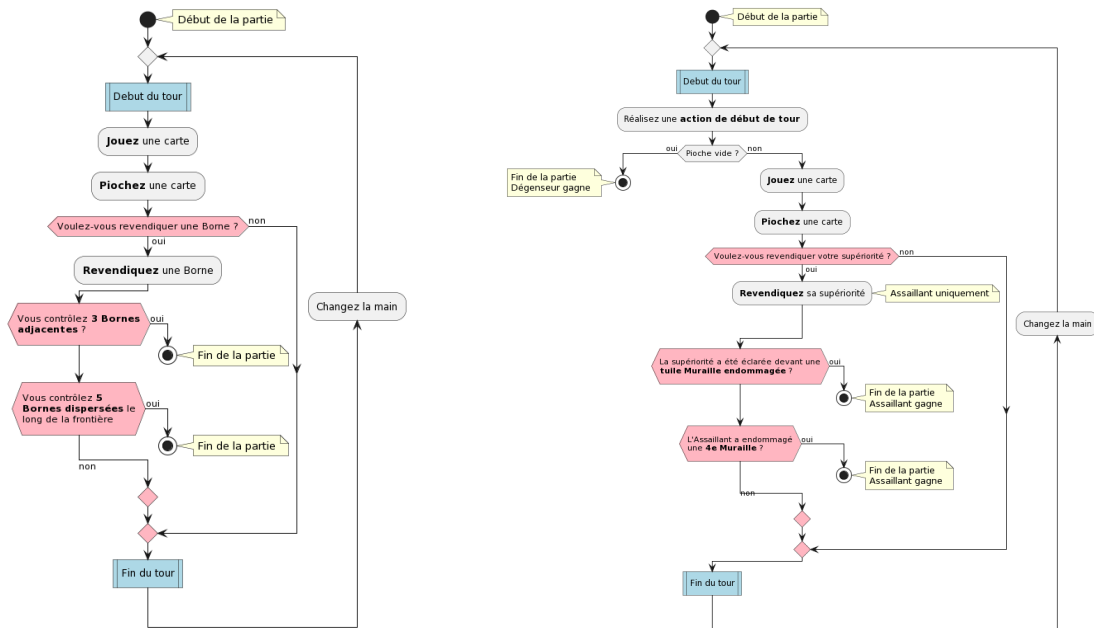 Début de la partie
Debut du tour
Jouez une carte
Piochez une carte
Voulez-vous revendiquer une Borne ?
non
oui
Revendiquez une Borne
Vous contrôlez 3 Bornes
adjacentes ?
oui
Fin de la partie
Vous contrôlez 5
Bornes dispersées le
long de la frontière
oui
Fin de la partie
non
Fin du tour
Changez la main
Début de la partie
Debut du tour
Réalisez une action de début de tour
oui
Pioche vide ?
non
Fin de la partie
Dégenseur gagne
Jouez une carte
Piochez une carte
Voulez-vous revendiquer votre supériorité ?
non
oui
Revendiquez sa supériorité
Assaillant uniquement
La supériorité a été éclarée devant une
tuile Muraille endommagée ?
oui
Fin de la partie
Assaillant gagne
L'Assaillant a endommagé
une 4e Muraille ?
oui
Fin de la partie
Assaillant gagne
non
Fin du tour
Changez la main